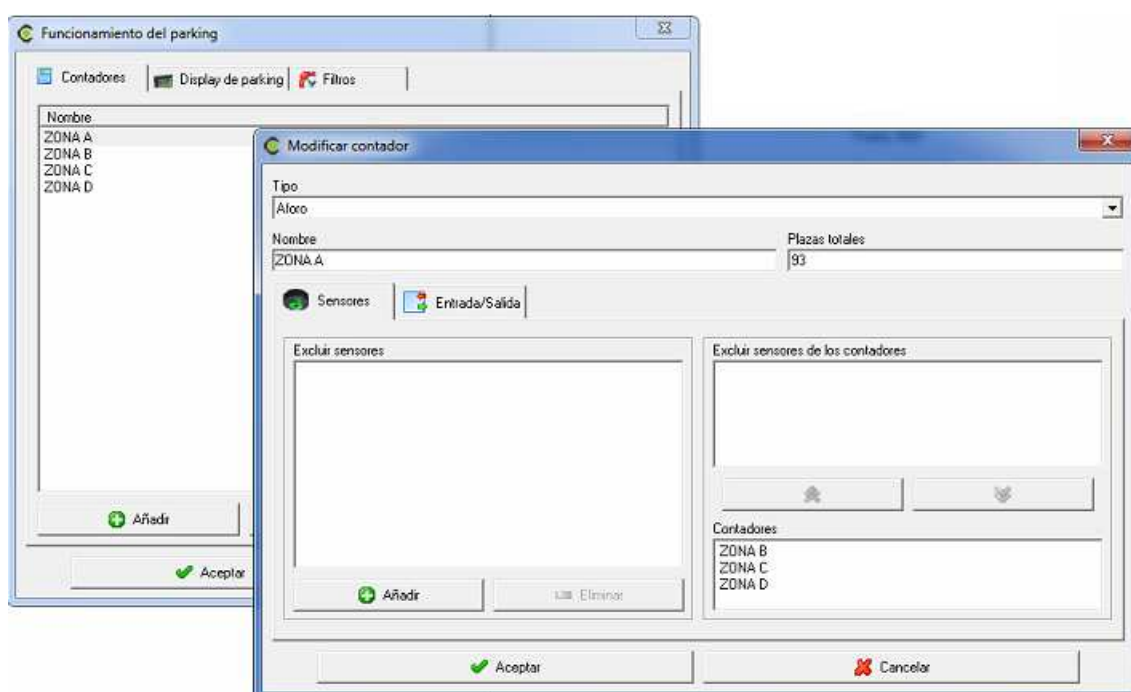 Funcionamiento del parking
Contadores Display de parking Filtros
Nombre
ZONA A
ZONA B
ZONA C
ZONA D
Añadir
Aceptar
Modificar contador
Tipo
Aforo
Nombre Plazas totales
ZONA A 93
Sensores Entrada/Salida
Excluir sensores Excluir sensores de los contadores
Contadores
ZONA B
ZONA C
ZONA D
Añadir Eliminar
Aceptar Cancelar